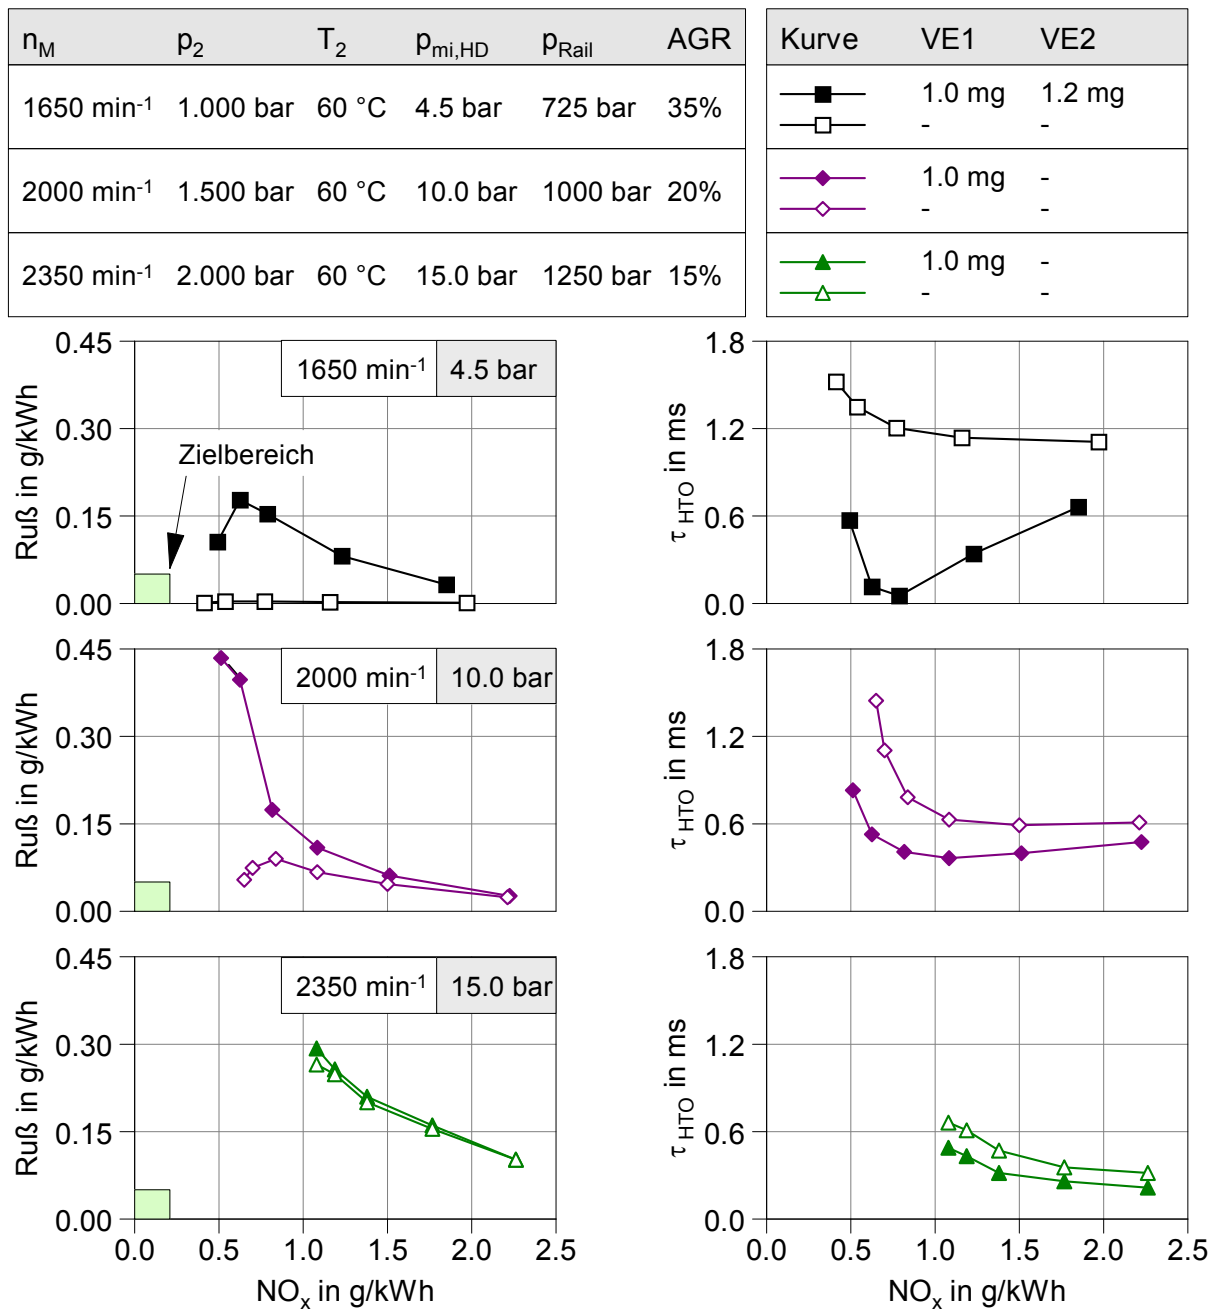 n_M p_2 T_2 p_mi,HD p_Rail AGR
1650 min⁻¹ 1.000 bar 60 °C 4.5 bar 725 bar 35%
2000 min⁻¹ 1.500 bar 60 °C 10.0 bar 1000 bar 20%
2350 min⁻¹ 2.000 bar 60 °C 15.0 bar 1250 bar 15%
Kurve VE1 VE2
1.0 mg 1.2 mg
- -
1.0 mg -
- -
1.0 mg -
- -
0.45
0.30
0.15
0.00
Ruß in g/kWh
1650 min⁻¹ 4.5 bar
Zielbereich
1.8
1.2
0.6
0.0
τ_HTO in ms
0.45
0.30
0.15
0.00
Ruß in g/kWh
2000 min⁻¹ 10.0 bar
1.8
1.2
0.6
0.0
τ_HTO in ms
0.45
0.30
0.15
0.00
Ruß in g/kWh
2350 min⁻¹ 15.0 bar
0.0 0.5 1.0 1.5 2.0 2.5
NO_x in g/kWh
1.8
1.2
0.6
0.0
τ_HTO in ms
0.0 0.5 1.0 1.5 2.0 2.5
NO_x in g/kWh